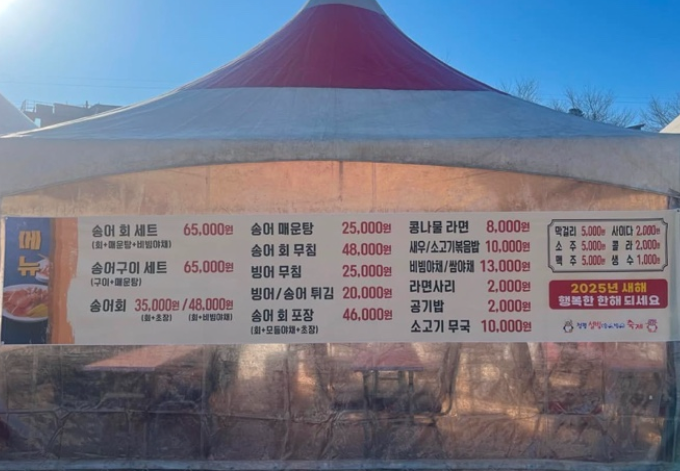 메뉴
송어 회 세트 65,000원
(회+매운탕+비빔야채)
송어구이 세트 65,000원
(구이+매운탕)
송어회 35,000원 / 48,000원
(회+초장) (회+비빔야채)
송어 매운탕 25,000원
송어 회 무침 48,000원
빙어 무침 25,000원
빙어/송어 튀김 20,000원
송어 회 포장 46,000원
(회+모듬야채+초장)
콩나물 라면 8,000원
새우/소고기볶음밥 10,000원
비빔야채/쌈야채 13,000원
라면사리 2,000원
공기밥 2,000원
소고기 무국 10,000원
막걸리 5,000원 사이다 2,000원
소주 5,000원 콜라 2,000원
맥주 5,000원 생수 1,000원
2025년 새해
행복한 한해 되세요
축제